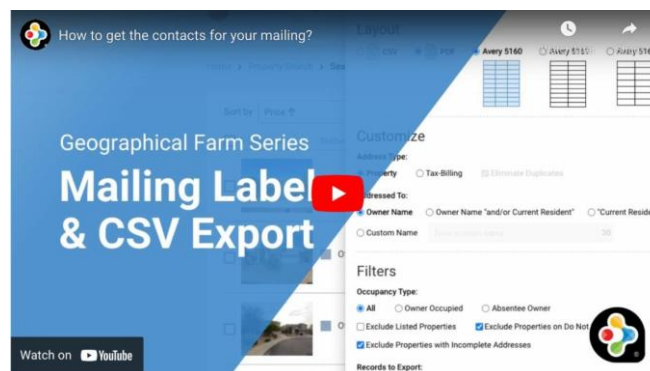 How to get the contacts for your mailing?
Layout
CSV PDF Avery 5160
Property Search
Sort by Price
Geographical Farm Series
Mailing Label
& CSV Export
Customize
Address Type:
Property Tax-Billing Eliminate Duplicates
Addressed To:
Owner Name Owner Name "and/or Current Resident" "Current Reside
Custom Name
30
Filters
Occupancy Type:
All Owner Occupied Absentee Owner
Exclude Listed Properties Exclude Properties on Do Not
Exclude Properties with Incomplete Addresses
Records to Export:
Watch on YouTube